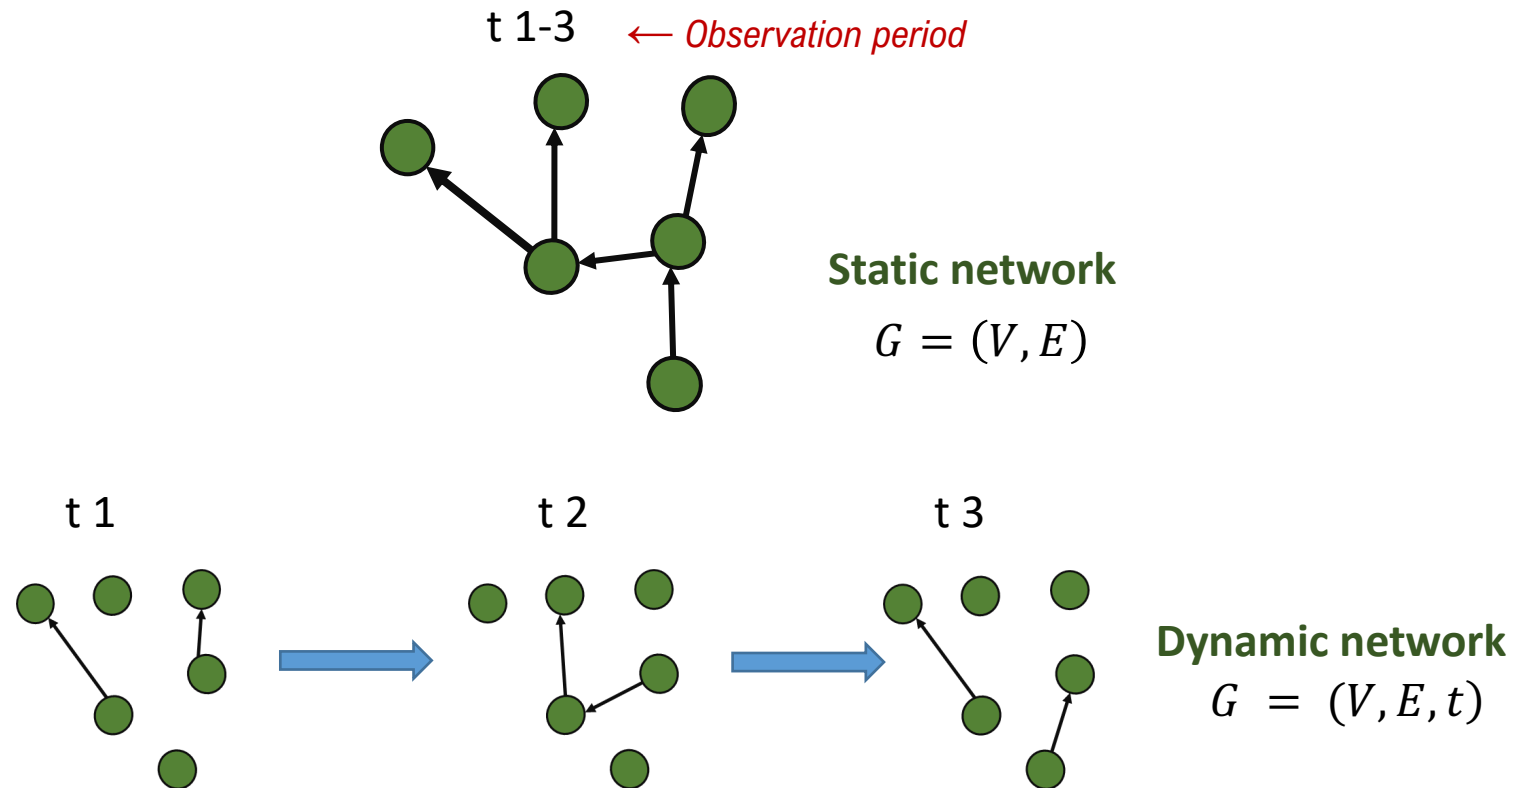 t 1-3 ← Observation period
Static network
G = (V, E)
t 1 t 2 t 3
Dynamic network
G = (V, E, t)